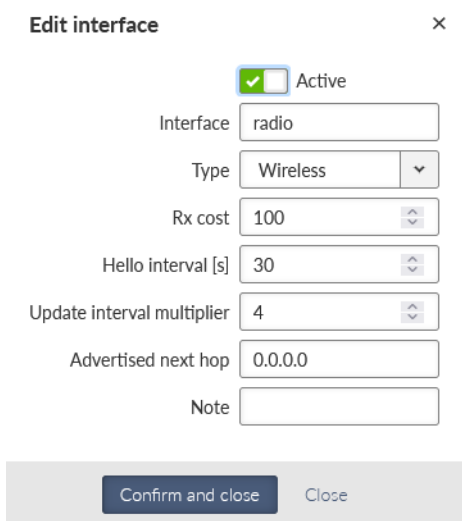 Edit interface
Active
Interface radio
Type Wireless
Rx cost 100
Hello interval [s] 30
Update interval multiplier 4
Advertised next hop 0.0.0.0
Note
Confirm and close Close